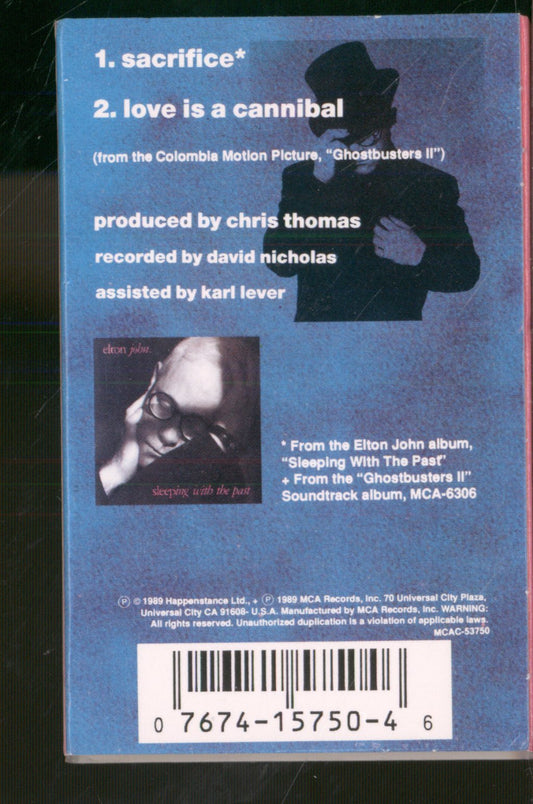 1. sacrifice*
2. love is a cannibal
(from the Colombia Motion Picture, “Ghostbusters II”)
produced by chris thomas
recorded by david nicholas
assisted by karl lever
elton john
sleeping with the past
* From the Elton John album,
“Sleeping With The Past”
+ From the “Ghostbusters II”
Soundtrack album, MCA-6306
℗ © 1989 Happenstance Ltd., + ℗ 1989 MCA Records, Inc. 70 Universal City Plaza,
Universal City CA 91608- U.S.A. Manufactured by MCA Records, Inc. WARNING:
All rights reserved. Unauthorized duplication is a violation of applicable laws.
MCAC-53750
0 7674-15750-4 6